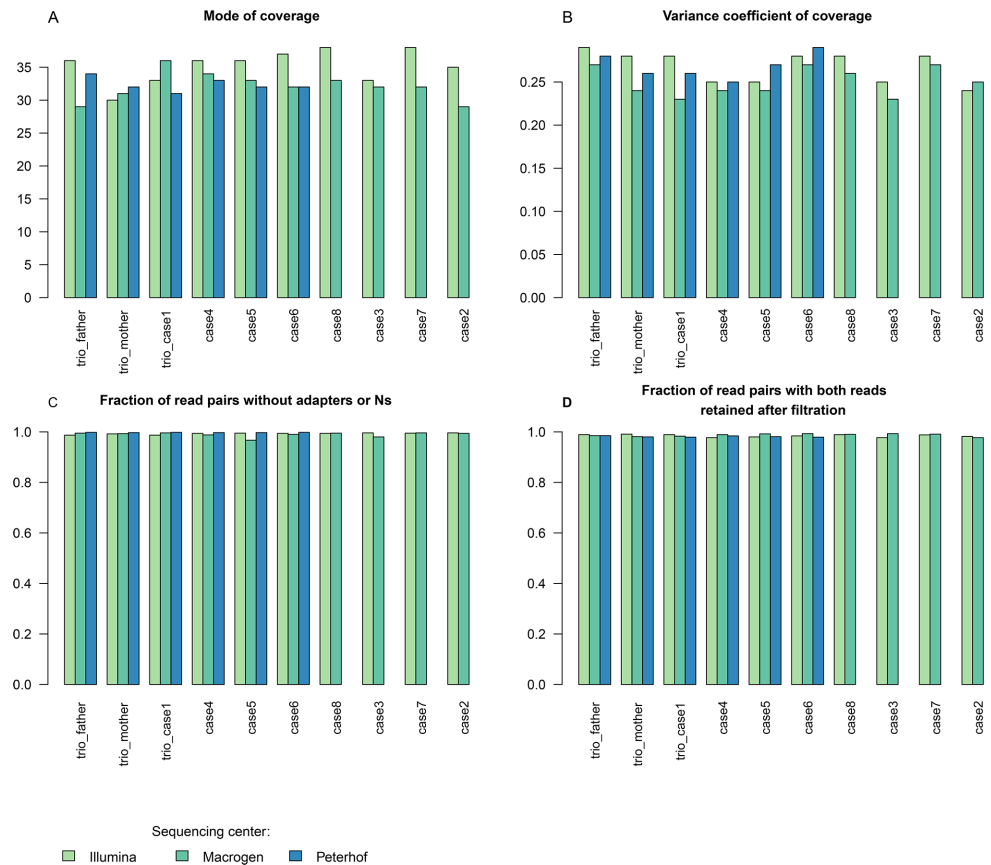 A
Mode of coverage
35
30
25
20
33
10
5
0
trio_father
trio_mother
trio_case1
case4
case5
case6
case8
case3
case7
case2
B
Variance coefficient of coverage
0.25
0.20
0.15
0.10
0.05
0.00
trio_father
trio_mother
trio_case1
case4
case5
case6
case8
case3
case7
case2
C
Fraction of read pairs without adapters or Ns
1.0
0.8
0.6
0.4
0.2
0.0
trio_father
trio_mother
trio_case1
case4
case5
case6
case8
case3
case7
case2
D
Fraction of read pairs with both reads
retained after filtration
1.0
0.8
0.6
0.4
0.2
0.0
trio_father
trio_mother
trio_case1
case4
case5
case6
case8
case3
case7
case2
Sequencing center:
Illumina
Macrogen
Peterhof